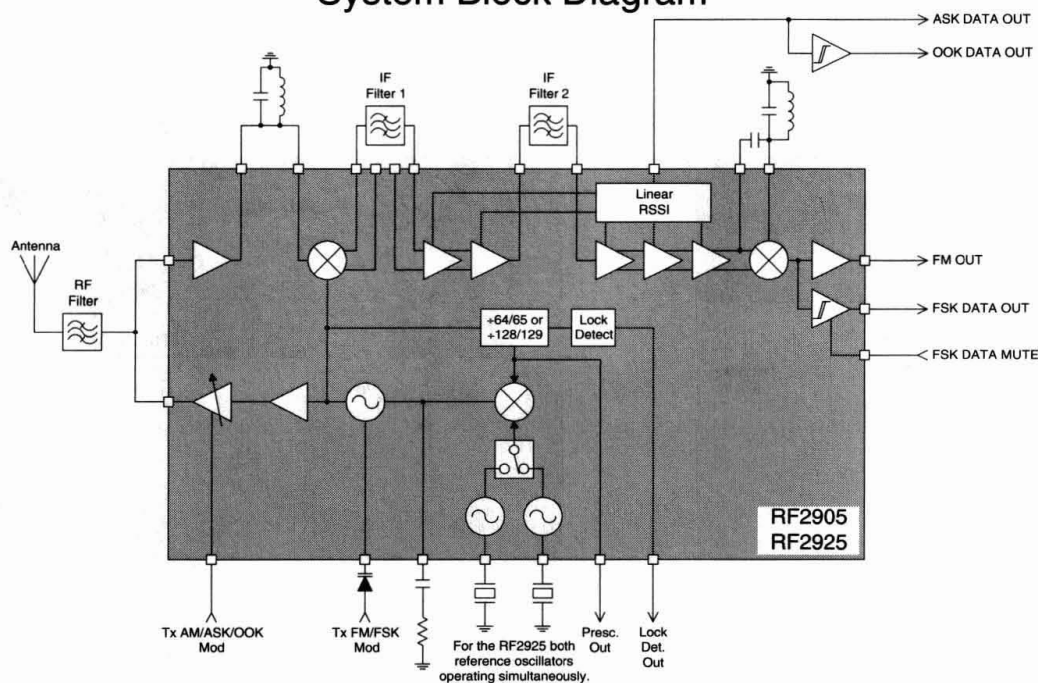 System Block Diagram
ASK DATA OUT
OOK DATA OUT
IF
Filter 1
IF
Filter 2
Linear
RSSI
Antenna
RF
Filter
FM OUT
FSK DATA OUT
FSK DATA MUTE
÷64/65 or
÷128/129
Lock
Detect
RF2905
RF2925
Tx AM/ASK/OOK
Mod
Tx FM/FSK
Mod
For the RF2925 both
reference oscillators
operating simultaneously.
Presc.
Out
Lock
Det.
Out